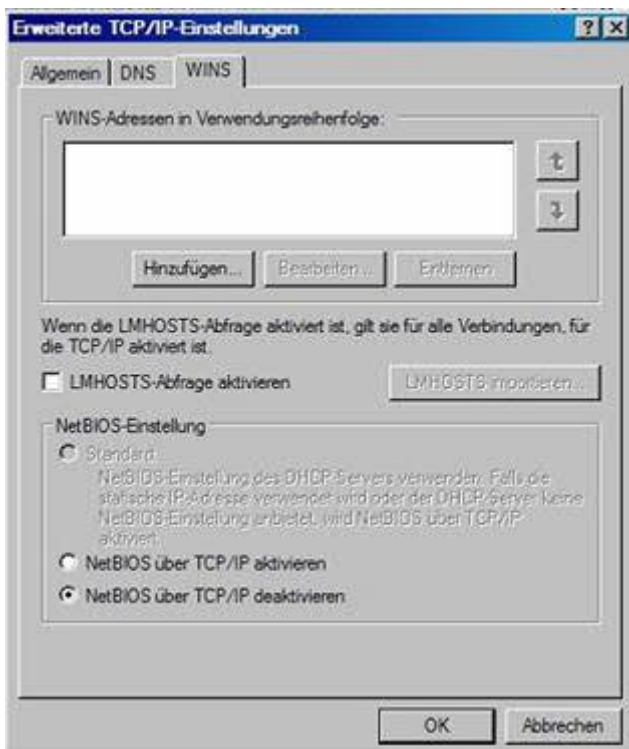 Erweiterte TCP/IP-Einstellungen
Allgemein DNS WINS
WINS-Adressen in Verwendungsreihenfolge:
Hinzufügen... Bearbeiten... Entfernen
Wenn die LMHOSTS-Abfrage aktiviert ist, gilt sie für alle Verbindungen, für
die TCP/IP aktiviert ist.
LMHOSTS-Abfrage aktivieren LMHOSTS importieren...
NetBIOS-Einstellung
Standard:
NetBIOS-Einstellung des DHCP-Servers verwenden. Falls die
statische IP-Adresse verwendet wird oder der DHCP-Server keine
NetBIOS-Einstellung anbietet, wird NetBIOS über TCP/IP
aktiviert.
NetBIOS über TCP/IP aktivieren
NetBIOS über TCP/IP deaktivieren
OK Abbrechen